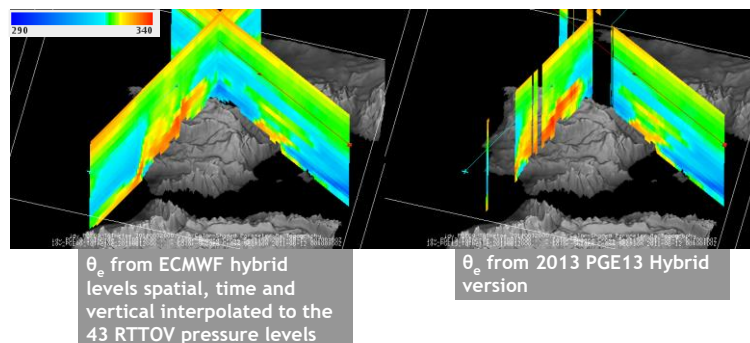 290 340
θe from ECMWF hybrid
levels spatial, time and
vertical interpolated to the
43 RTTOV pressure levels
θe from 2013 PGE13 Hybrid
version